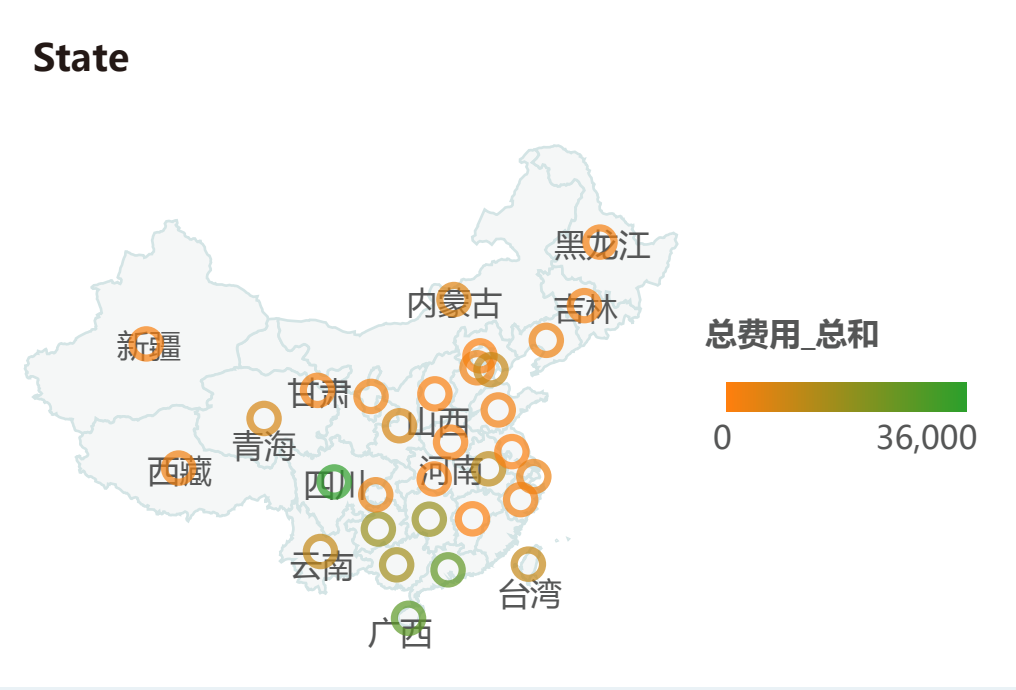 State
黑龙江
内蒙古
吉林
新疆
总费用_总和
甘肃
山西
0
36,000
青海
西藏
河南
四川
云南
台湾
广西